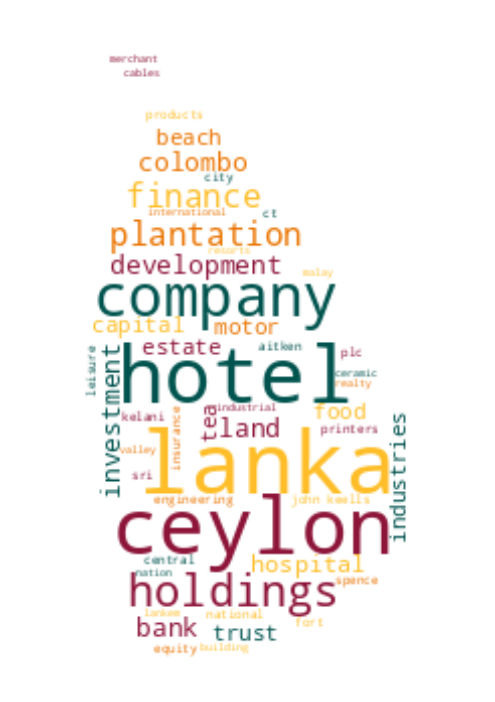 merchant
cables
products
beach
colombo
city
finance
international ct
plantation
resorts
development malay
company
capital motor
estate aitken plc
leisure
hotel
ceramic
realty
investment
kelani insurance tea industrial food
land printers
valley
lanka
industries
sri
engineering john keells
ceylon
central hospital
nation spence
holdings
lankem national
bank trust fort
equity building